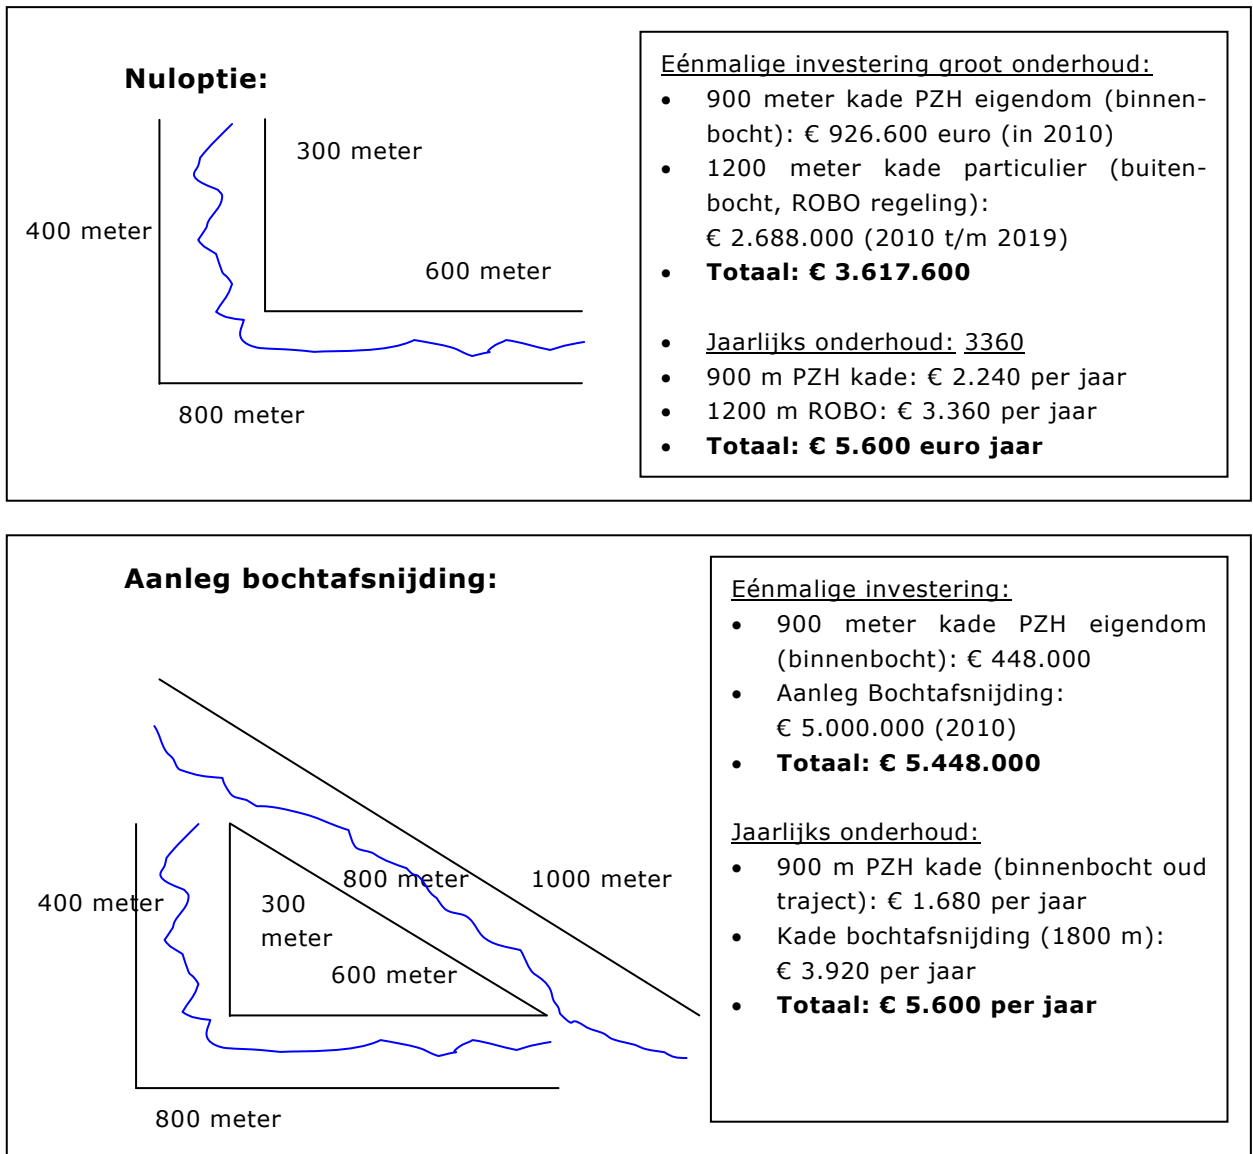 Nuloptie:
300 meter
400 meter
600 meter
800 meter
Eénmalige investering groot onderhoud:
• 900 meter kade PZH eigendom (binnen-
bocht): € 926.600 euro (in 2010)
• 1200 meter kade particulier (buiten-
bocht, ROBO regeling):
€ 2.688.000 (2010 t/m 2019)
• Totaal: € 3.617.600
• Jaarlijks onderhoud: 3360
• 900 m PZH kade: € 2.240 per jaar
• 1200 m ROBO: € 3.360 per jaar
• Totaal: € 5.600 euro jaar
Aanleg bochtafsnijding:
800 meter
1000 meter
400 meter
300
meter
600 meter
800 meter
Eénmalige investering:
• 900 meter kade PZH eigendom
(binnenbocht): € 448.000
• Aanleg Bochtafsnijding:
€ 5.000.000 (2010)
• Totaal: € 5.448.000
Jaarlijks onderhoud:
• 900 m PZH kade (binnenbocht oud
traject): € 1.680 per jaar
• Kade bochtafsnijding (1800 m):
€ 3.920 per jaar
• Totaal: € 5.600 per jaar